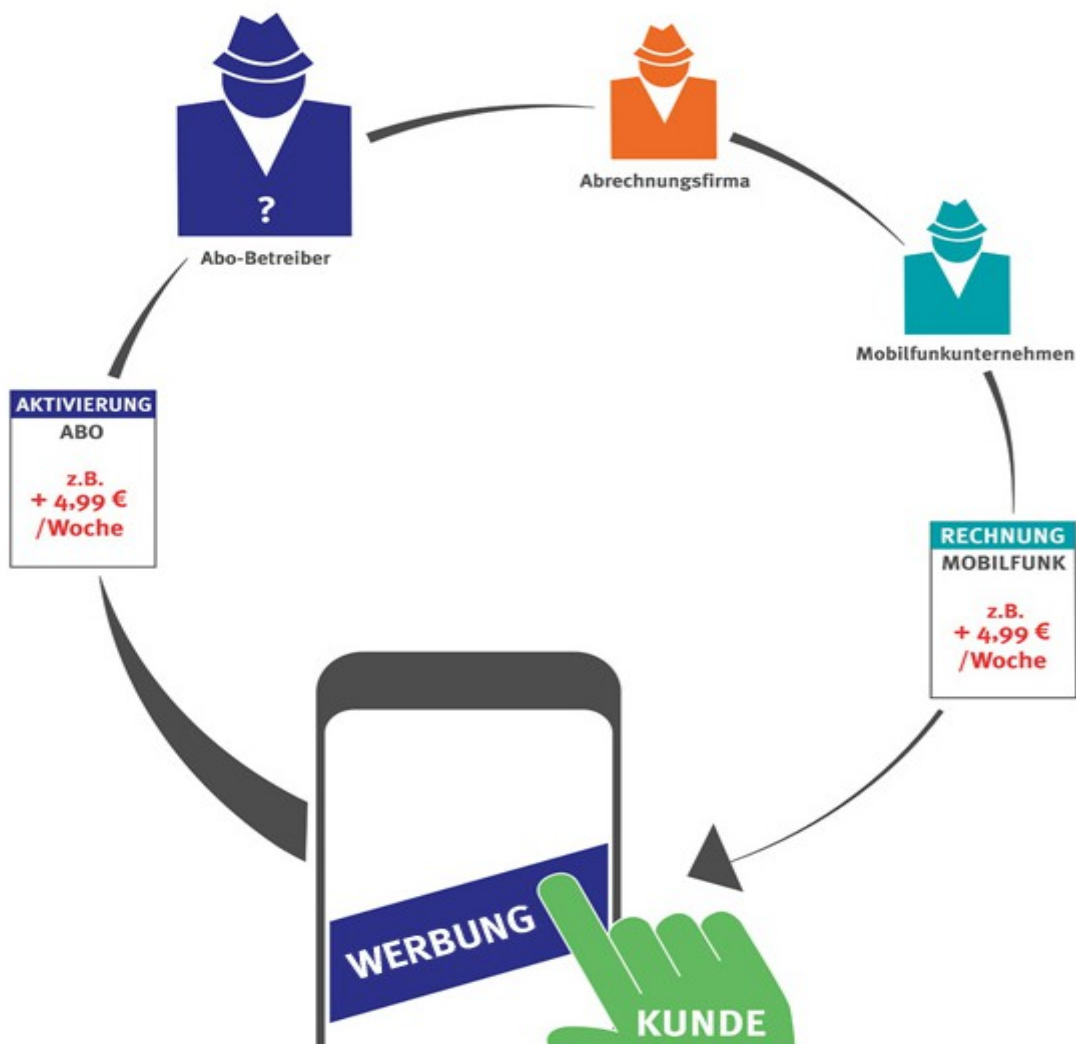 ?
Abo-Betreiber
Abrechnungsfirma
Mobilfunkunternehmen
AKTIVIERUNG
ABO
z.B.
+ 4,99 €
/Woche
RECHNUNG
MOBILFUNK
z.B.
+ 4,99 €
/Woche
WERBUNG
KUNDE